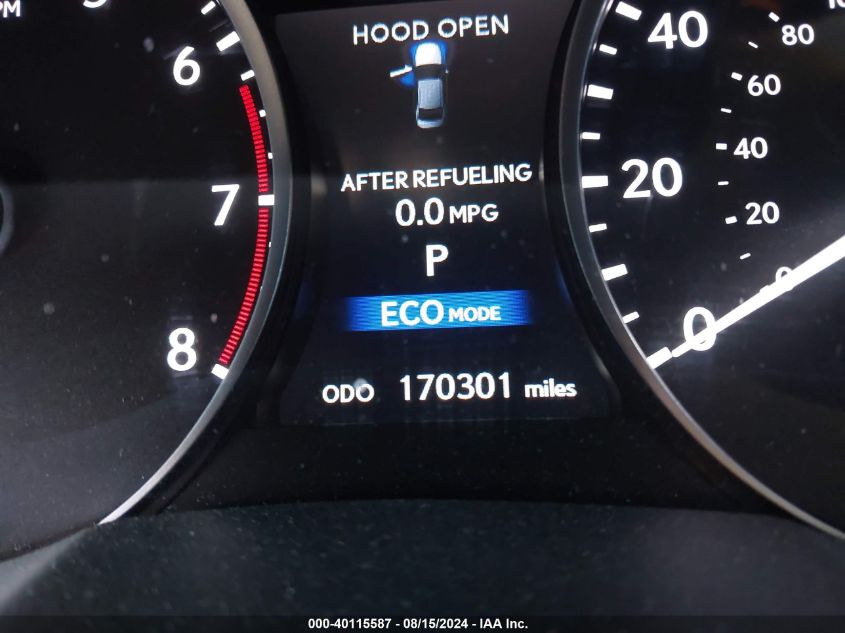 HOOD OPEN
AFTER REFUELING
0.0 MPG
P
ECO MODE
ODO 170301 miles
6
7
8
40
20
0
80
60
40
20
0
000-40115587 - 08/15/2024 - IAA Inc.